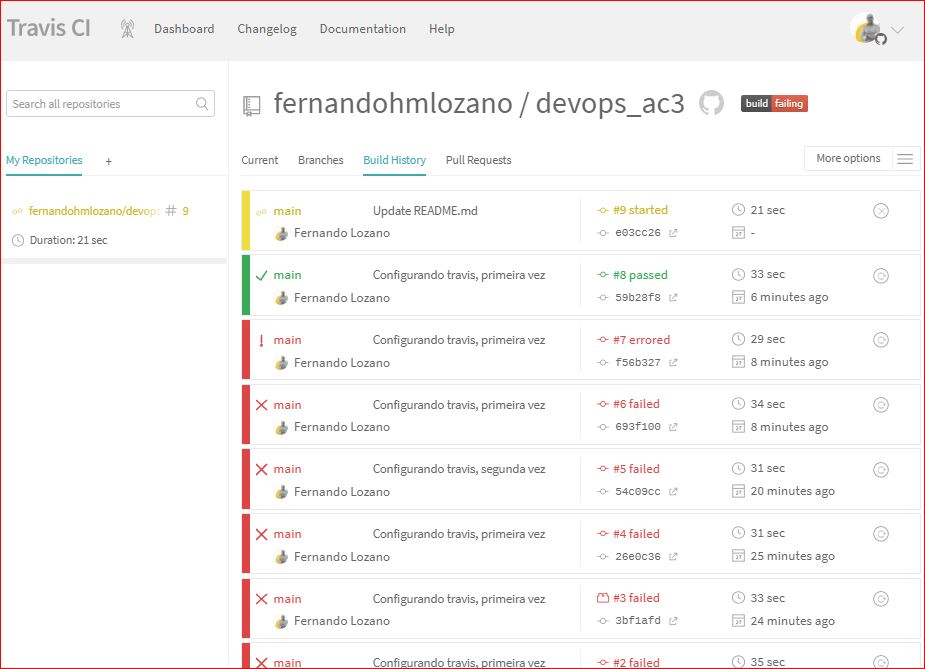 Travis CI Dashboard Changelog Documentation Help
Search all repositories
fernandohmlozano / devops_ac3 build failing
My Repositories +
Current Branches Build History Pull Requests More options
fernandohmlozano/devops # 9
Duration: 21 sec
main Update README.md #9 started 21 sec
Fernando Lozano e03cc26 -
main Configurando travis, primeira vez #8 passed 33 sec
Fernando Lozano 59b28f8 6 minutes ago
main Configurando travis, primeira vez #7 errored 29 sec
Fernando Lozano f56b327 8 minutes ago
main Configurando travis, primeira vez #6 failed 34 sec
Fernando Lozano 693f100 8 minutes ago
main Configurando travis, segunda vez #5 failed 31 sec
Fernando Lozano 54c09cc 20 minutes ago
main Configurando travis, primeira vez #4 failed 31 sec
Fernando Lozano 26e0c36 25 minutes ago
main Configurando travis, primeira vez #3 failed 33 sec
Fernando Lozano 3bf1afd 24 minutes ago
main Configurando travis, primeira vez #2 failed 35 sec